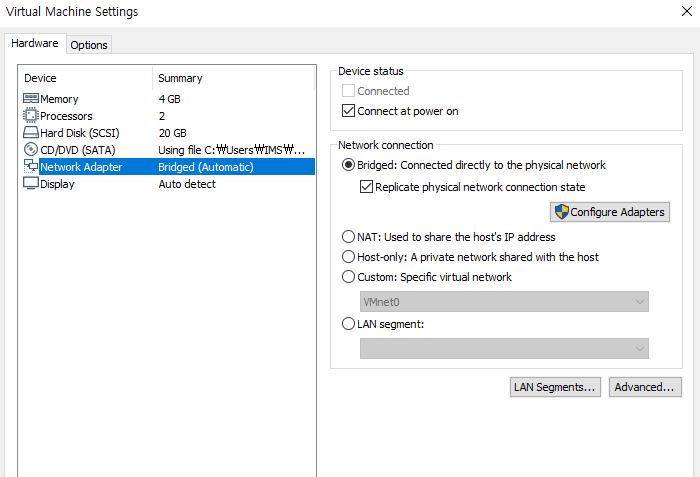 Virtual Machine Settings
Hardware Options
Device Summary
Memory 4 GB
Processors 2
Hard Disk (SCSI) 20 GB
CD/DVD (SATA) Using file C:₩Users₩IMS₩...
Network Adapter Bridged (Automatic)
Display Auto detect
Device status
Connected
Connect at power on
Network connection
Bridged: Connected directly to the physical network
Replicate physical network connection state
Configure Adapters
NAT: Used to share the host's IP address
Host-only: A private network shared with the host
Custom: Specific virtual network
VMnet0
LAN segment:
LAN Segments... Advanced...